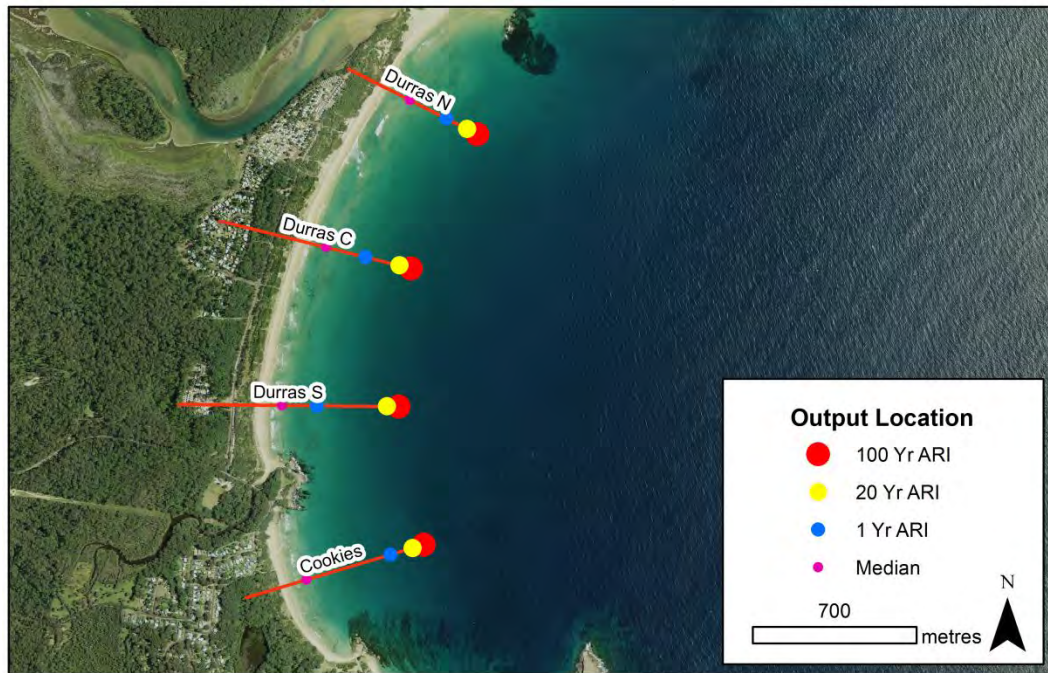 Durras N
Durras C
Durras S
Cookies
Output Location
100 Yr ARI
20 Yr ARI
1 Yr ARI
Median
N
700
metres